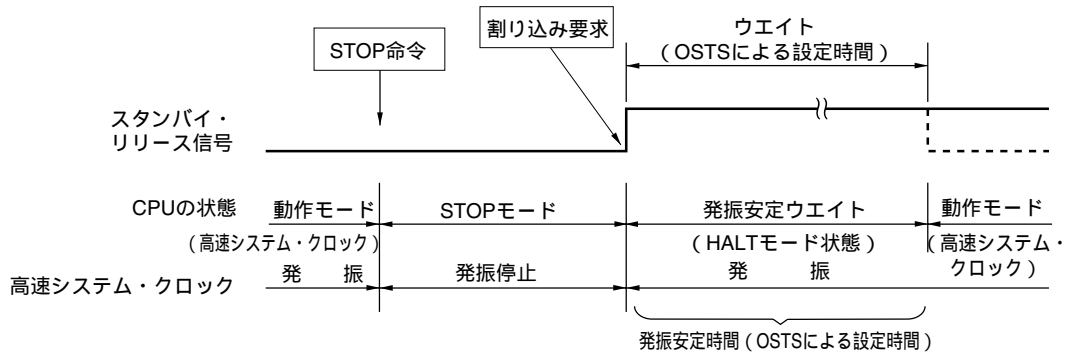 割り込み要求
ウエイト
（OSTSによる設定時間）
STOP命令
スタンバイ・
リリース信号
CPUの状態
動作モード
STOPモード
発振安定ウエイト
動作モード
（高速システム・クロック）
（HALTモード状態）
（高速システム・
クロック）
高速システム・クロック
発　振
発振停止
発　振
発振安定時間（OSTSによる設定時間）